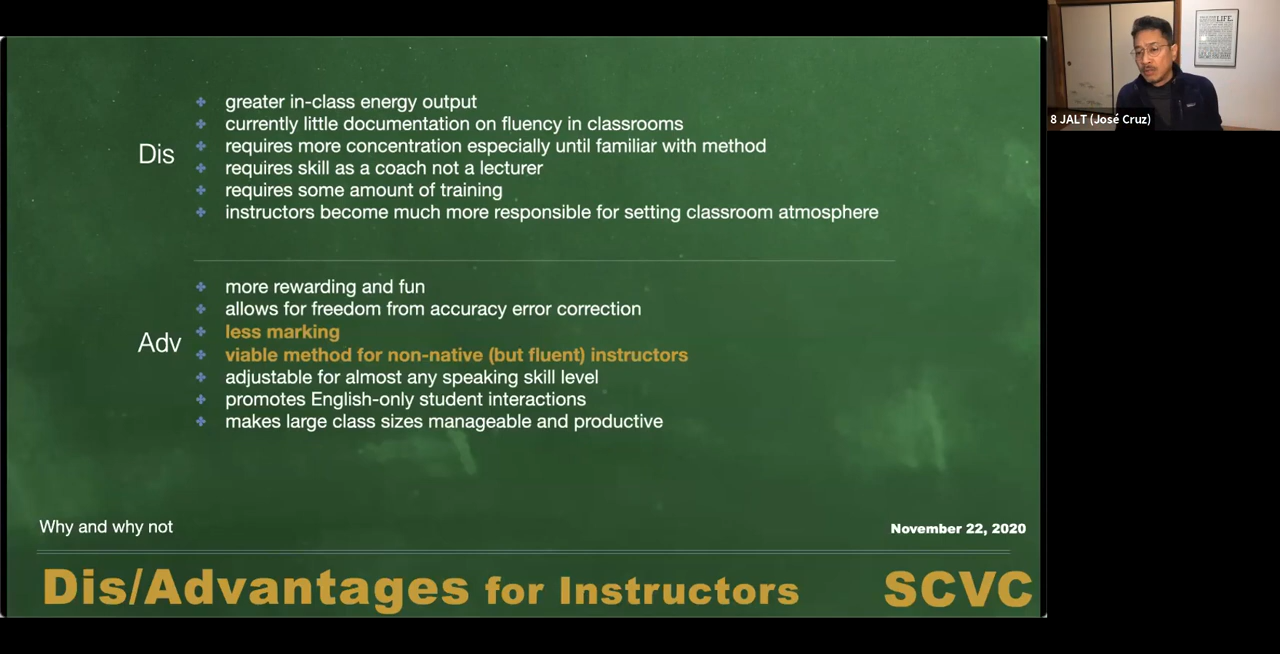 greater in-class energy output
currently little documentation on fluency in classrooms
Dis
requires more concentration especially until familiar with method
requires skill as a coach not a lecturer
requires some amount of training
instructors become much more responsible for setting classroom atmosphere
more rewarding and fun
allows for freedom from accuracy error correction
Adv
less marking
viable method for non-native (but fluent) instructors
adjustable for almost any speaking skill level
promotes English-only student interactions
makes large class sizes manageable and productive
Why and why not
November 22, 2020
Dis/Advantages for Instructors
SCVC
LIFE.
8 JALT (José Cruz)